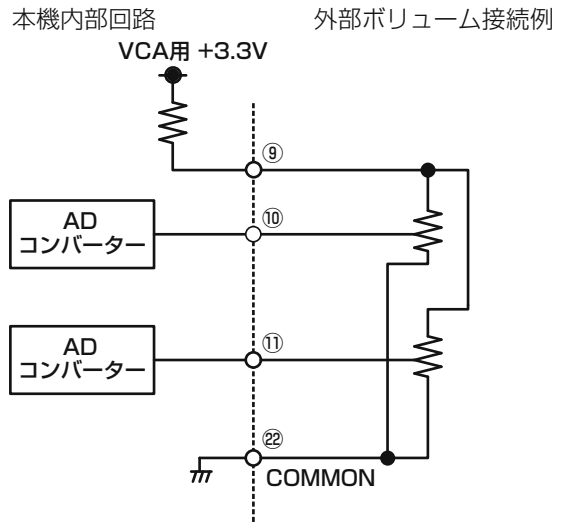 本機内部回路
外部ボリューム接続例
VCA用 +3.3V
⑨
AD
コンバーター
⑩
AD
コンバーター
⑪
㉒
COMMON